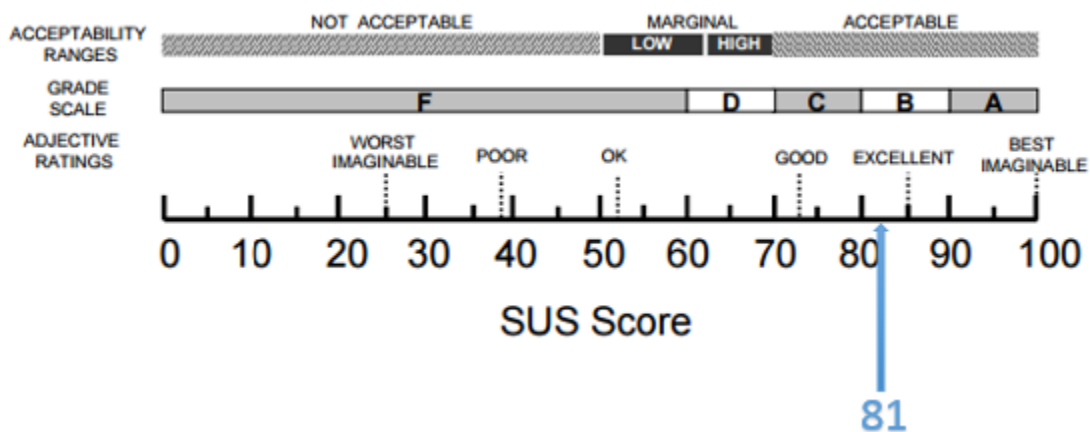 NOT ACCEPTABLE MARGINAL ACCEPTABLE
ACCEPTABILITY
RANGES
LOW HIGH
GRADE
SCALE
F D C B A
ADJECTIVE
RATINGS
WORST
IMAGINABLE
POOR OK GOOD EXCELLENT
BEST
IMAGINABLE
0 10 20 30 40 50 60 70 80 90 100
SUS Score
81